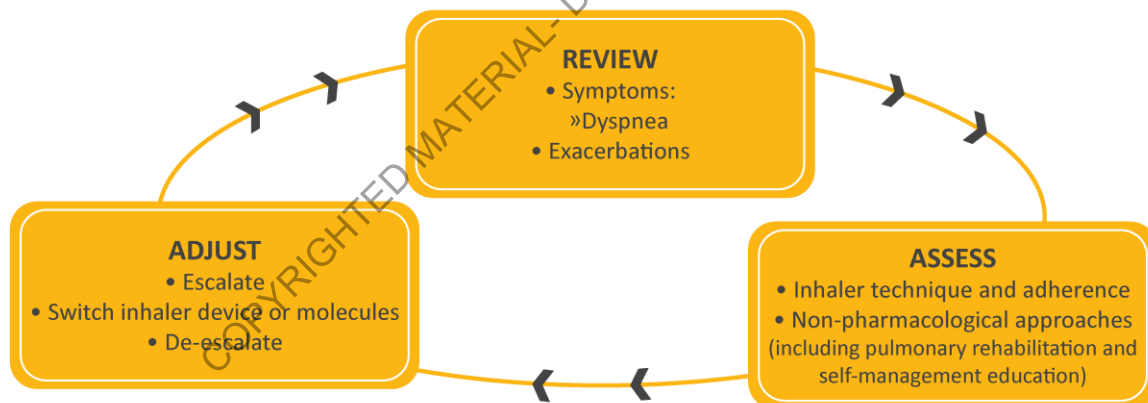 REVIEW
• Symptoms:
»Dyspnea
• Exacerbations
ADJUST
• Escalate
• Switch inhaler device or molecules
• De-escalate
ASSESS
• Inhaler technique and adherence
• Non-pharmacological approaches
(including pulmonary rehabilitation and
self-management education)
COPYRIGHTED MATERIAL- D